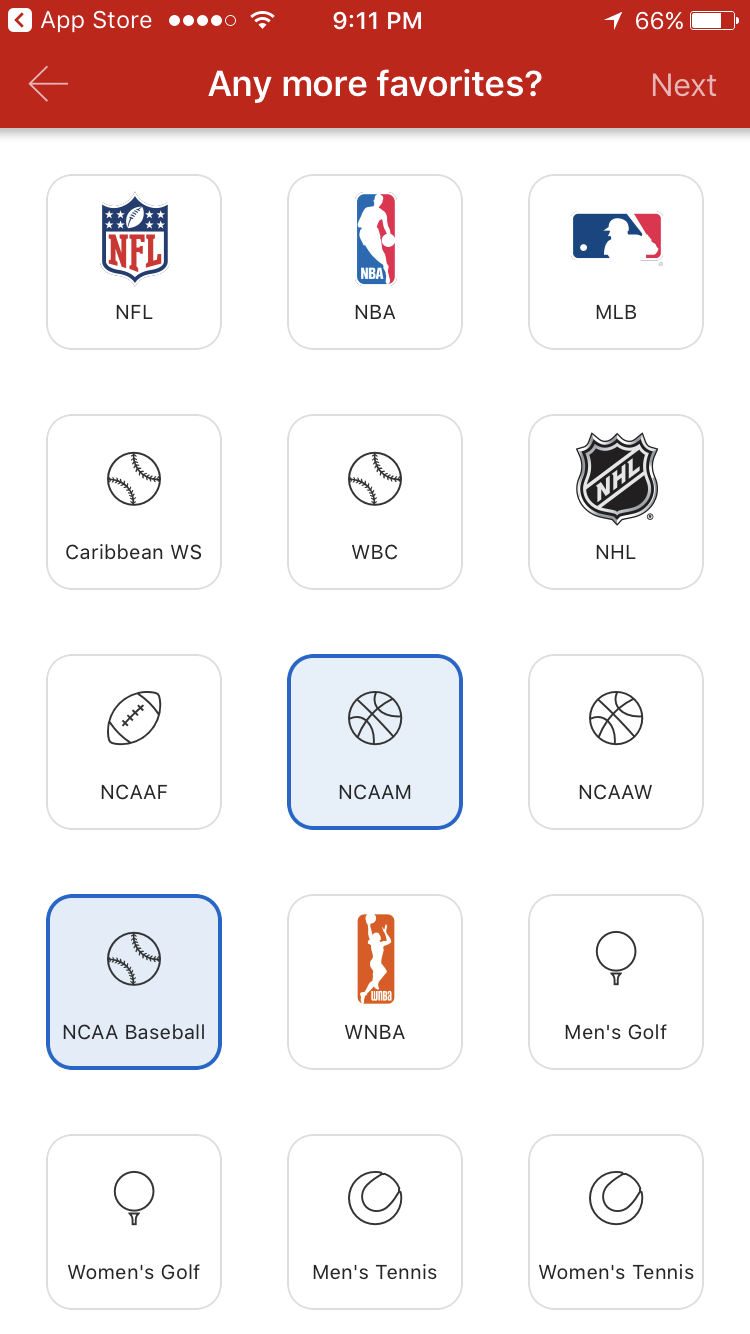 App Store 9:11 PM 66%
Any more favorites? Next
NFL NBA
NFL NBA MLB
NHL
Caribbean WS WBC NHL
NCAAF NCAAM NCAAW
WNBA
NCAA Baseball WNBA Men's Golf
Women's Golf Men's Tennis Women's Tennis